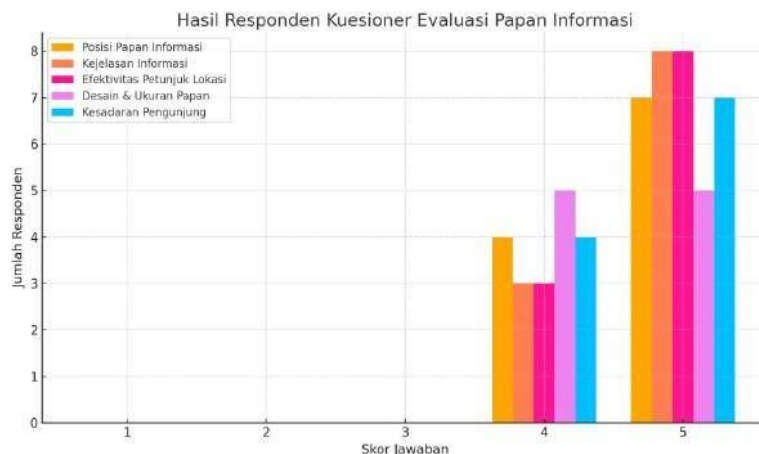 Hasil Responden Kuesioner Evaluasi Papan Informasi
Posisi Papan Informasi
Kejelasan Informasi
Efektivitas Petunjuk Lokasi
Desain & Ukuran Papan
Kesadaran Pengunjung
Jumlah Responden
8
7
6
5
4
3
2
1
0
1 2 3 4 5
Skor Jawaban